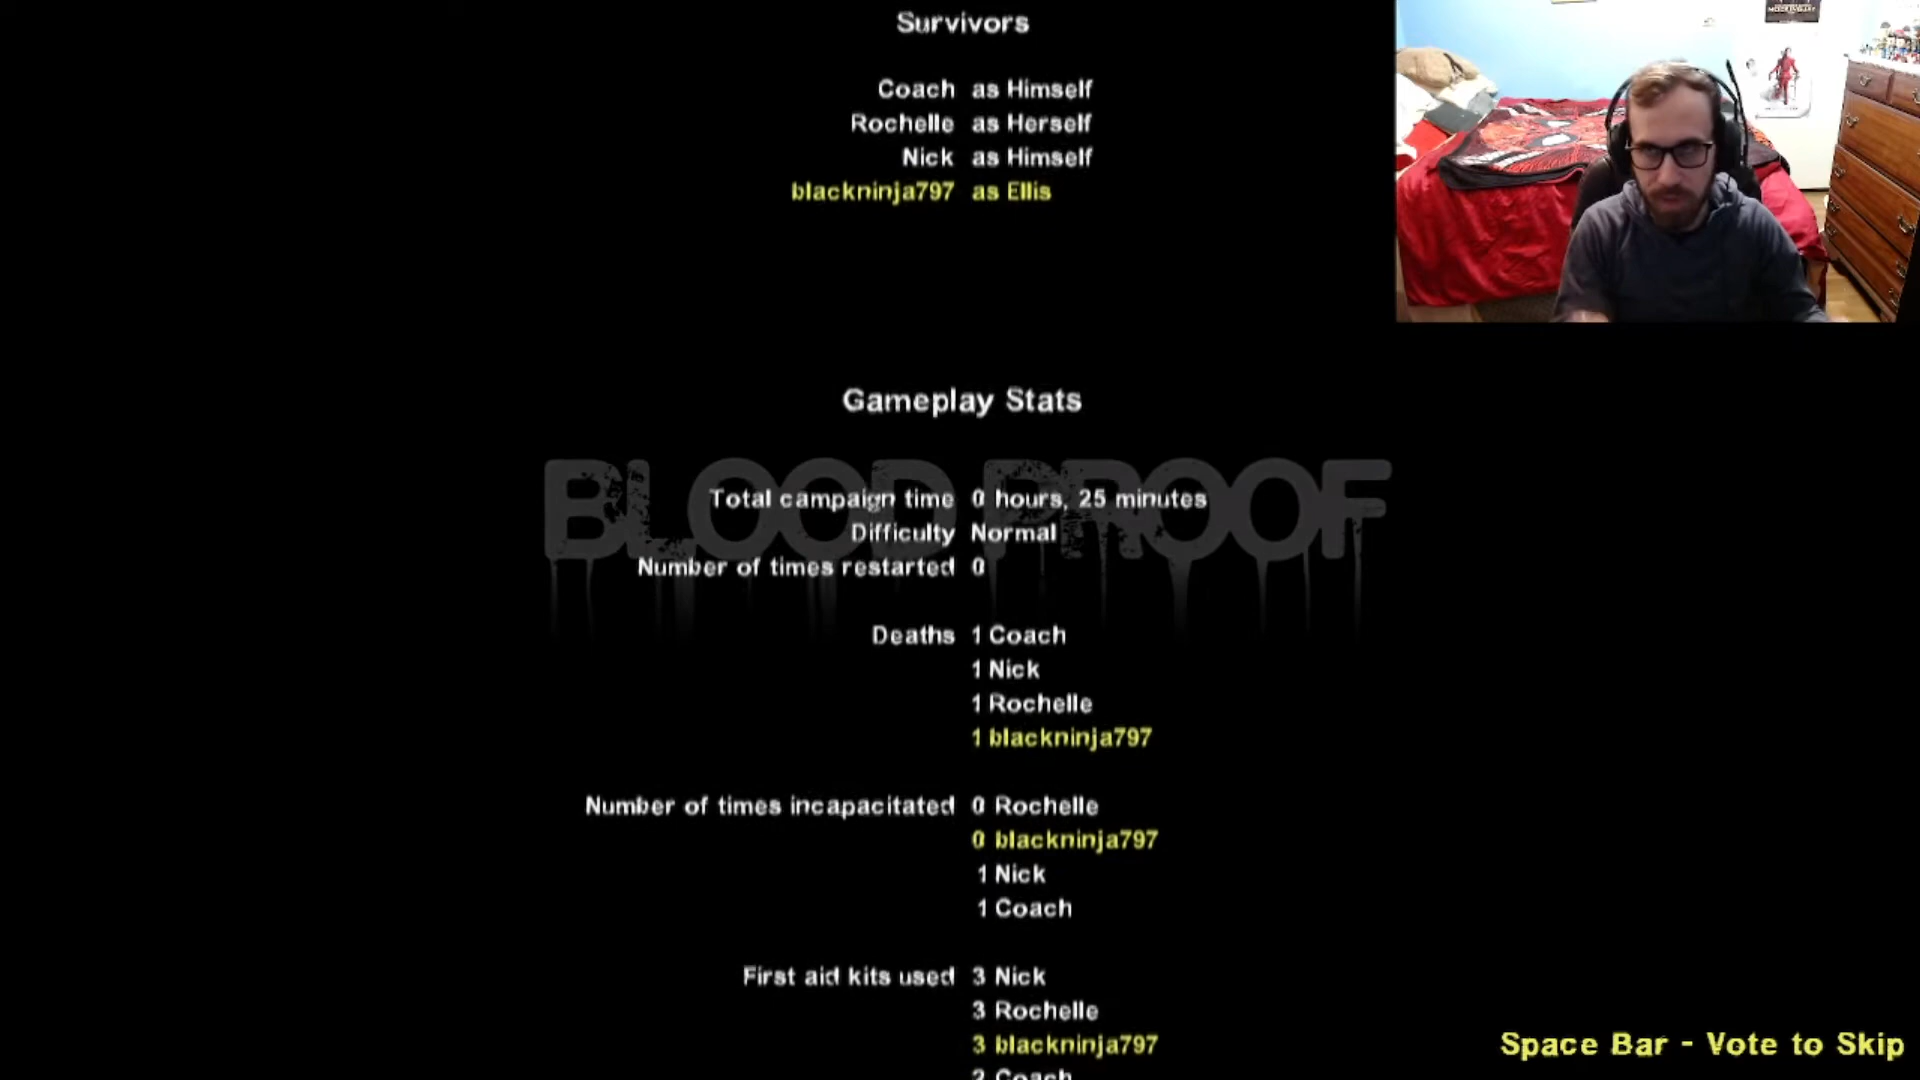 Survivors
Coach as Himself
Rochelle as Herself
Nick as Himself
blackninja797 as Ellis
Gameplay Stats
BLOOD PROOF
Total campaign time 0 hours, 25 minutes
Difficulty Normal
Number of times restarted 0
Deaths 1 Coach
1 Nick
1 Rochelle
1 blackninja797
Number of times incapacitated 0 Rochelle
0 blackninja797
1 Nick
1 Coach
First aid kits used 3 Nick
3 Rochelle
3 blackninja797
2 Coach
Space Bar - Vote to Skip